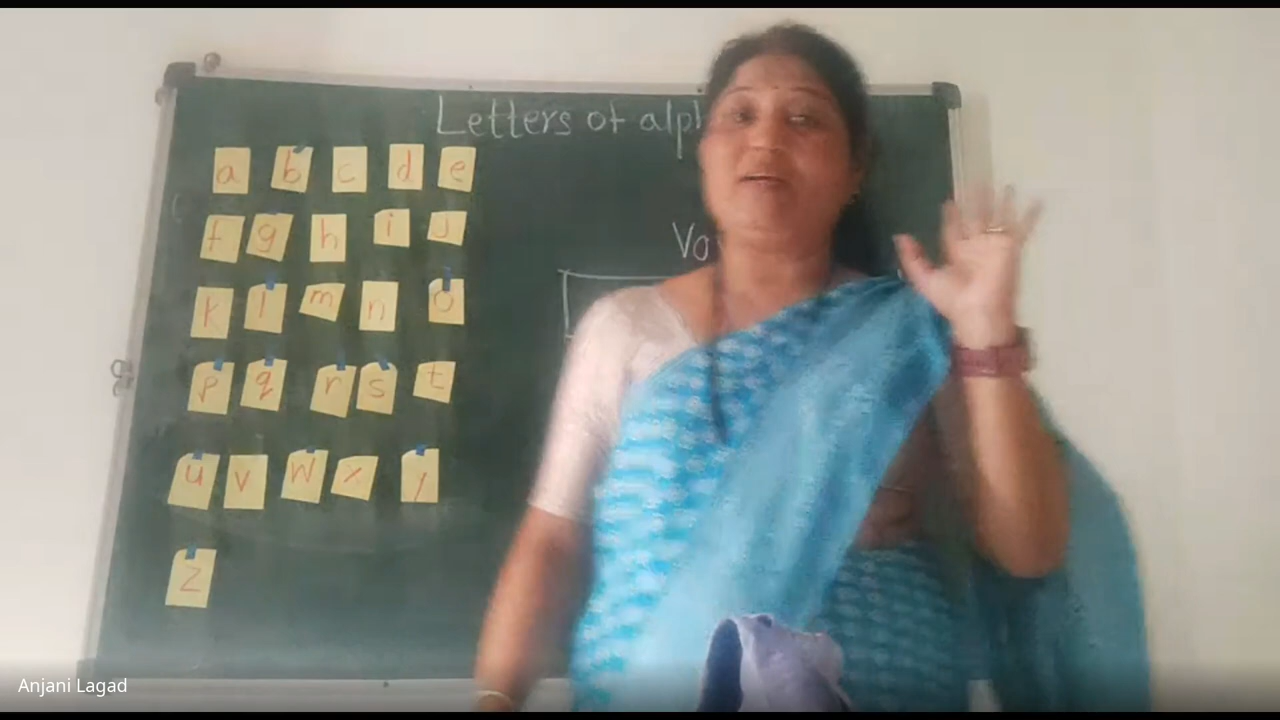 Letters of alph
a b c d e
f g h i J
Vo
k l m n o
p q r s t
u v w x y
z
Anjani Lagad